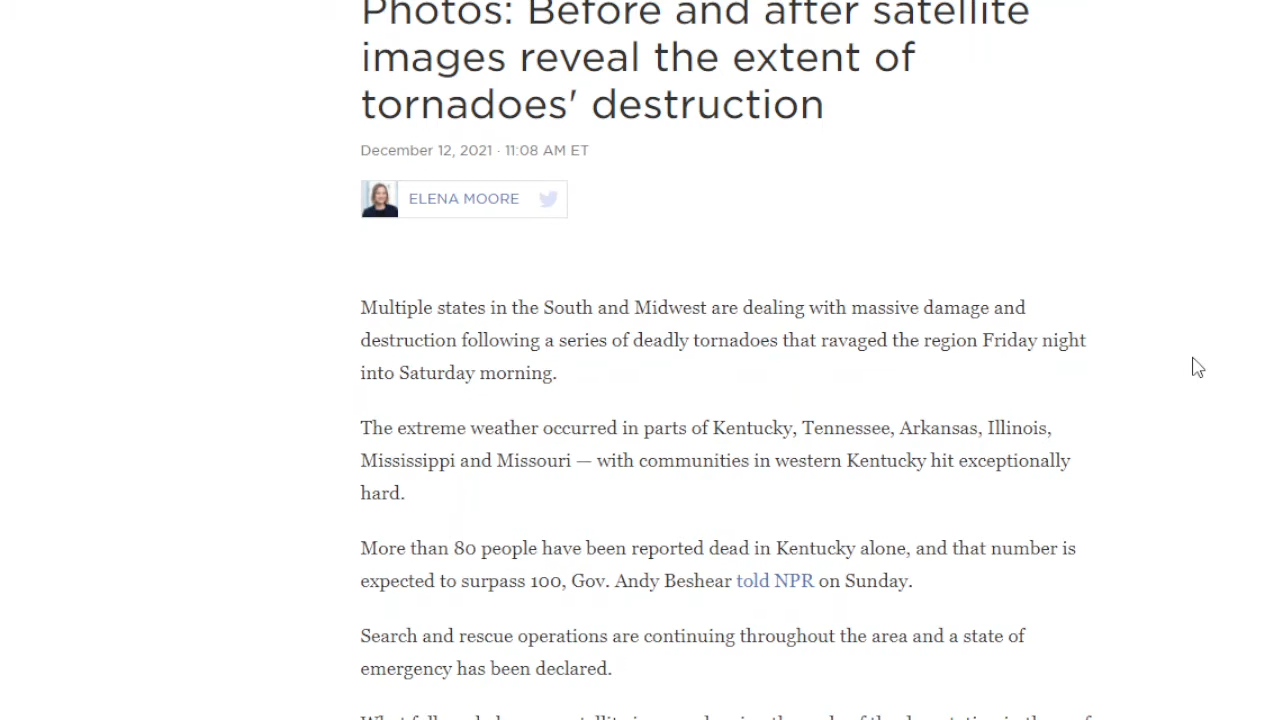 Photos: Before and after satellite
images reveal the extent of
tornadoes' destruction
December 12, 2021 · 11:08 AM ET
ELENA MOORE
Multiple states in the South and Midwest are dealing with massive damage and
destruction following a series of deadly tornadoes that ravaged the region Friday night
into Saturday morning.
The extreme weather occurred in parts of Kentucky, Tennessee, Arkansas, Illinois,
Mississippi and Missouri — with communities in western Kentucky hit exceptionally
hard.
More than 80 people have been reported dead in Kentucky alone, and that number is
expected to surpass 100, Gov. Andy Beshear told NPR on Sunday.
Search and rescue operations are continuing throughout the area and a state of
emergency has been declared.